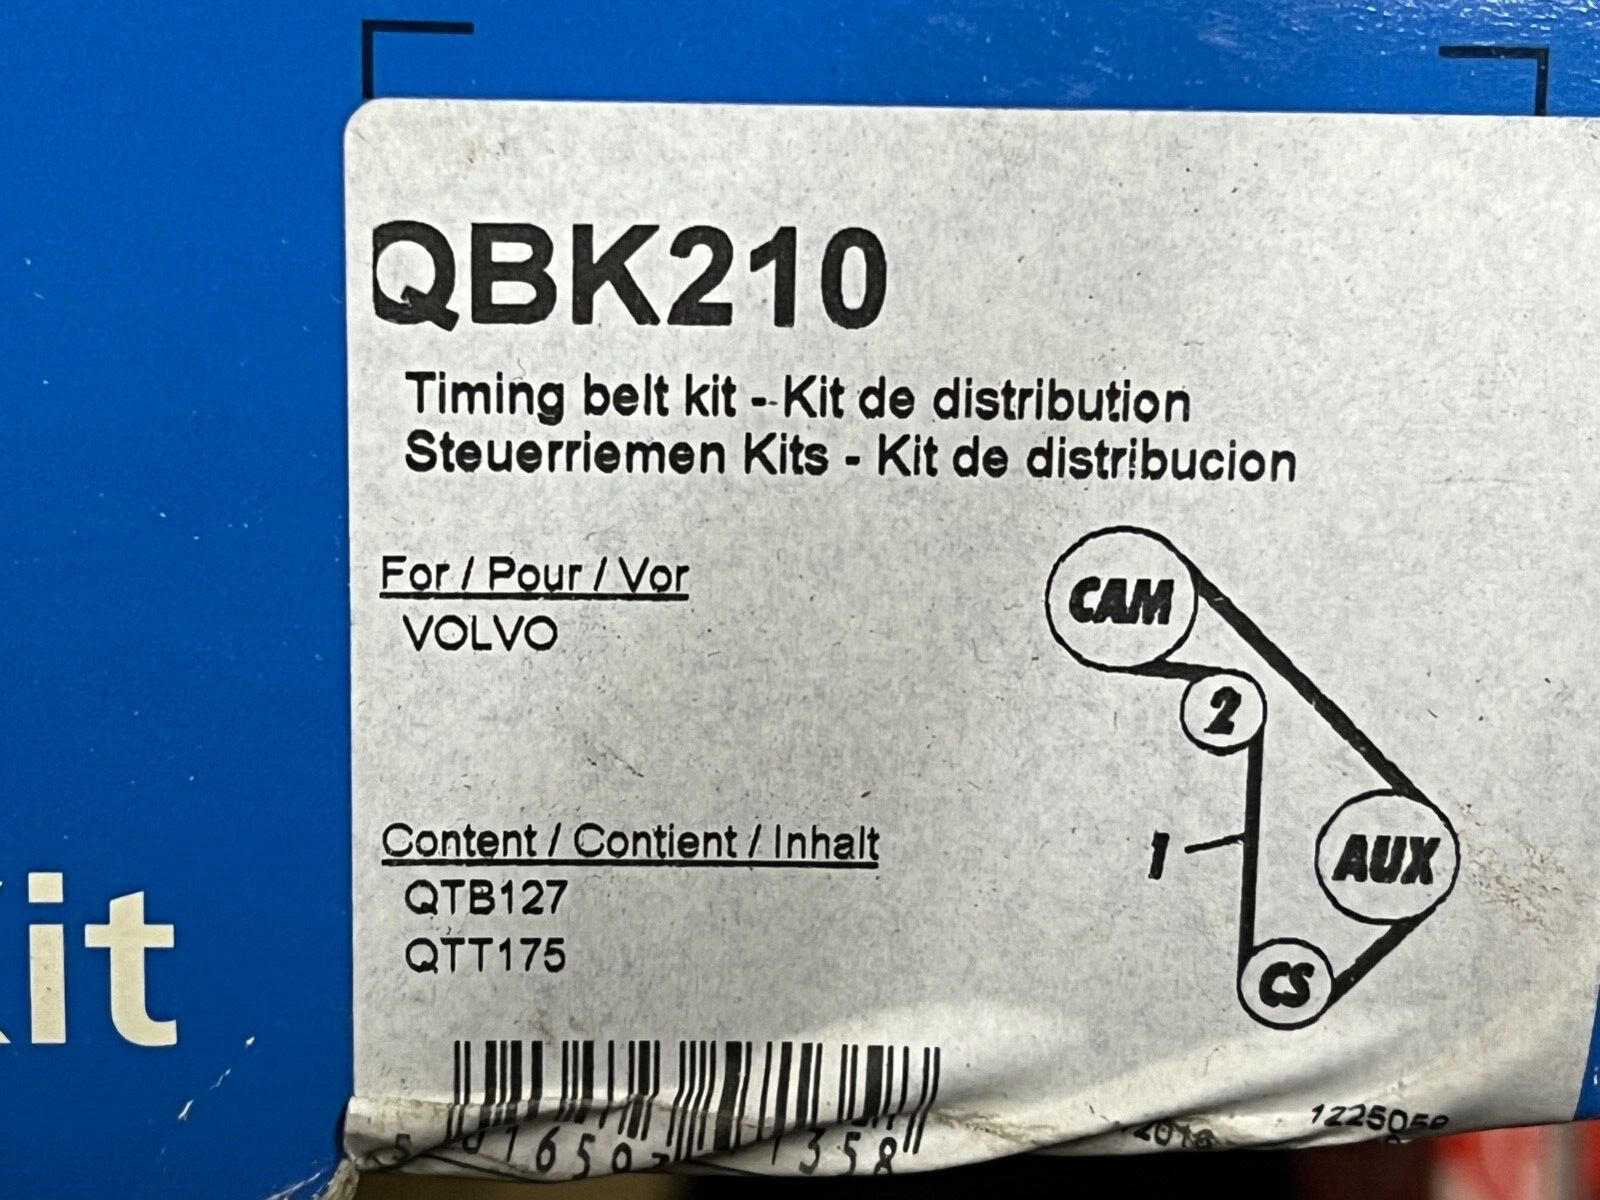 QBK210
Timing belt kit - Kit de distribution
Steuerriemen Kits - Kit de distribucion
For / Pour / Vor
VOLVO
CAM
2
1
AUX
CS
Content / Contient / Inhalt
QTB127
QTT175
it